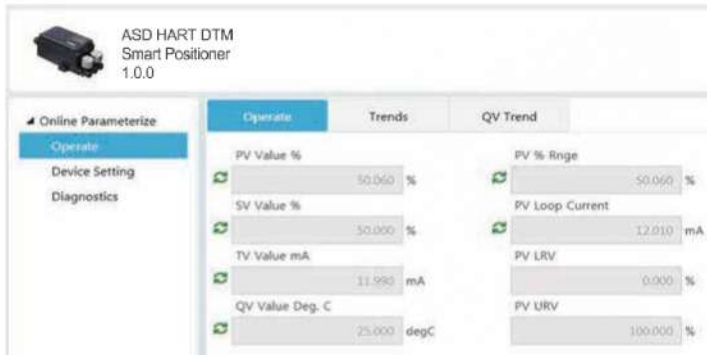 ASD HART DTM
Smart Positioner
1.0.0
Online Parameterize
Operate
Device Setting
Diagnostics
Operate Trends QV Trend
PV Value % PV % Rnge
50.060 % 50.060 %
SV Value % PV Loop Current
50.000 % 12.010 mA
TV Value mA PV LRV
11.990 mA 0.000 %
QV Value Deg. C PV URV
25.000 degC 100.000 %